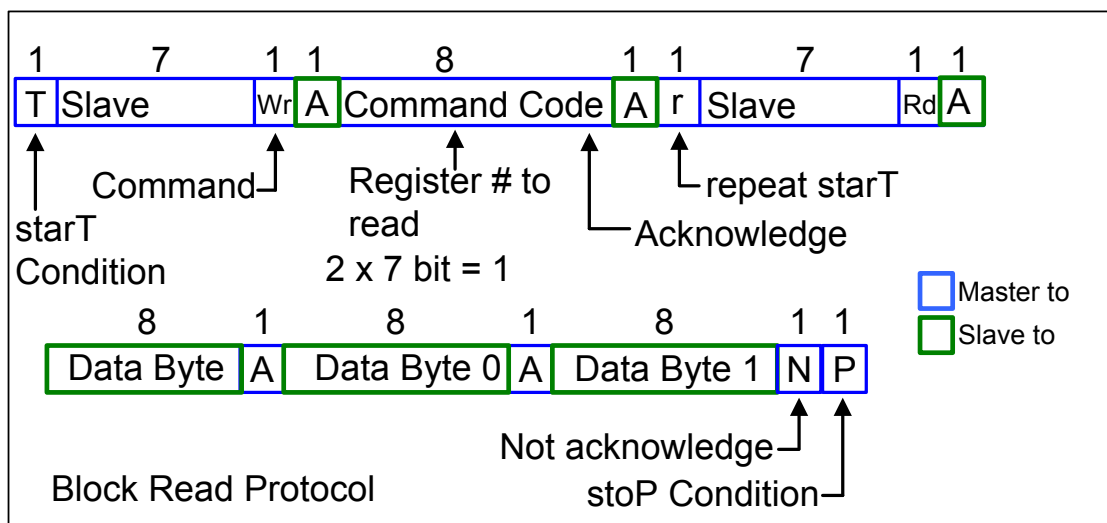 1 7 1 1 8 1 1 7 1 1
T Slave Wr A Command Code A r Slave Rd A
Command
Register # to
read
repeat starT
starT
Condition
Acknowledge
2 x 7 bit = 1
Master to
Slave to
8 1 8 1 8 1 1
Data Byte A Data Byte 0 A Data Byte 1 N P
Not acknowledge
stoP Condition
Block Read Protocol